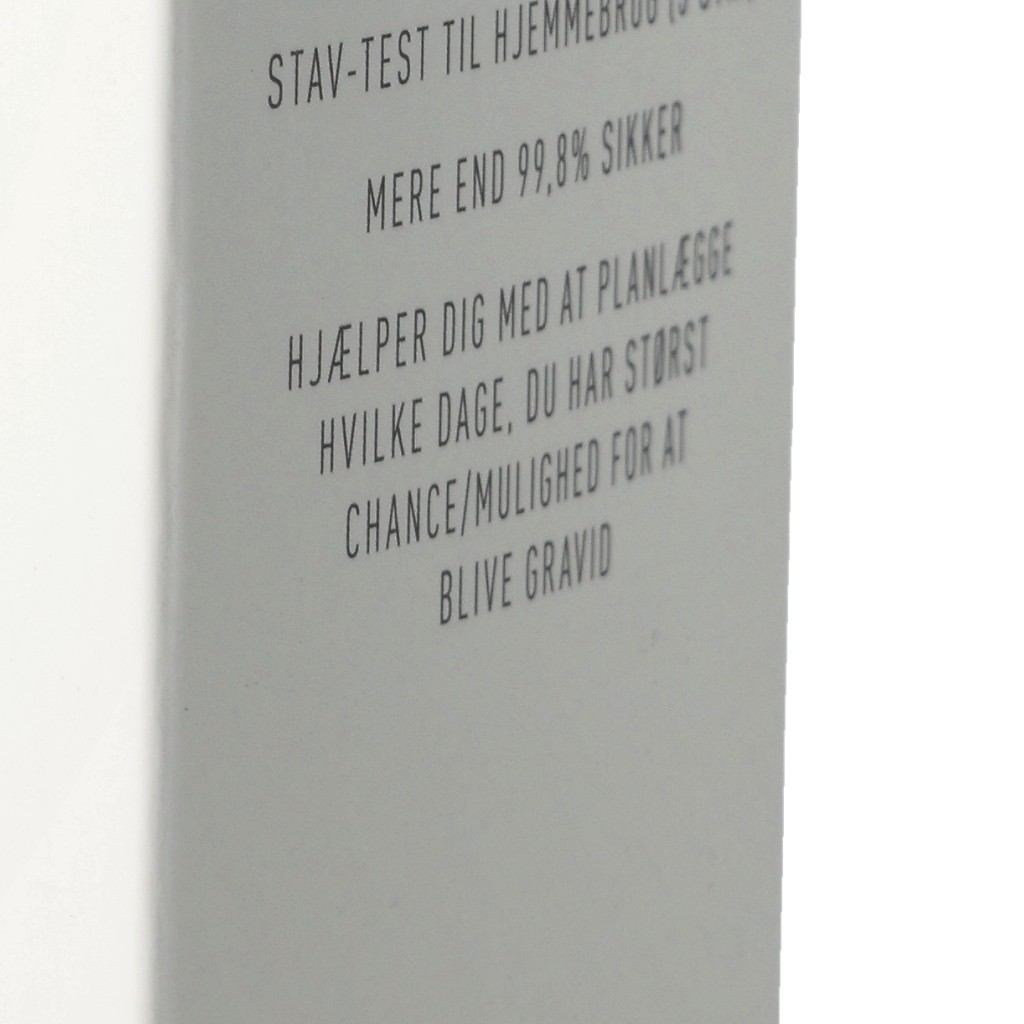 STAV-TEST TIL HJEMMEBRUG
MERE END 99,8% SIKKER
HJÆLPER DIG MED AT PLANLÆGGE
HVILKE DAGE, DU HAR STØRST
CHANCE/MULIGHED FOR AT
BLIVE GRAVID